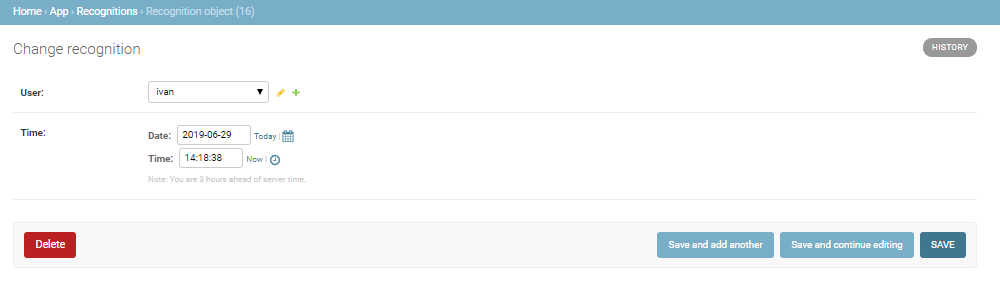 Home › App › Recognitions › Recognition object (16)
Change recognition
HISTORY
User:
ivan
Time:
Date: 2019-06-29 Today |
Time: 14:18:38 Now |
Note: You are 3 hours ahead of server time.
Delete
Save and add another
Save and continue editing
SAVE